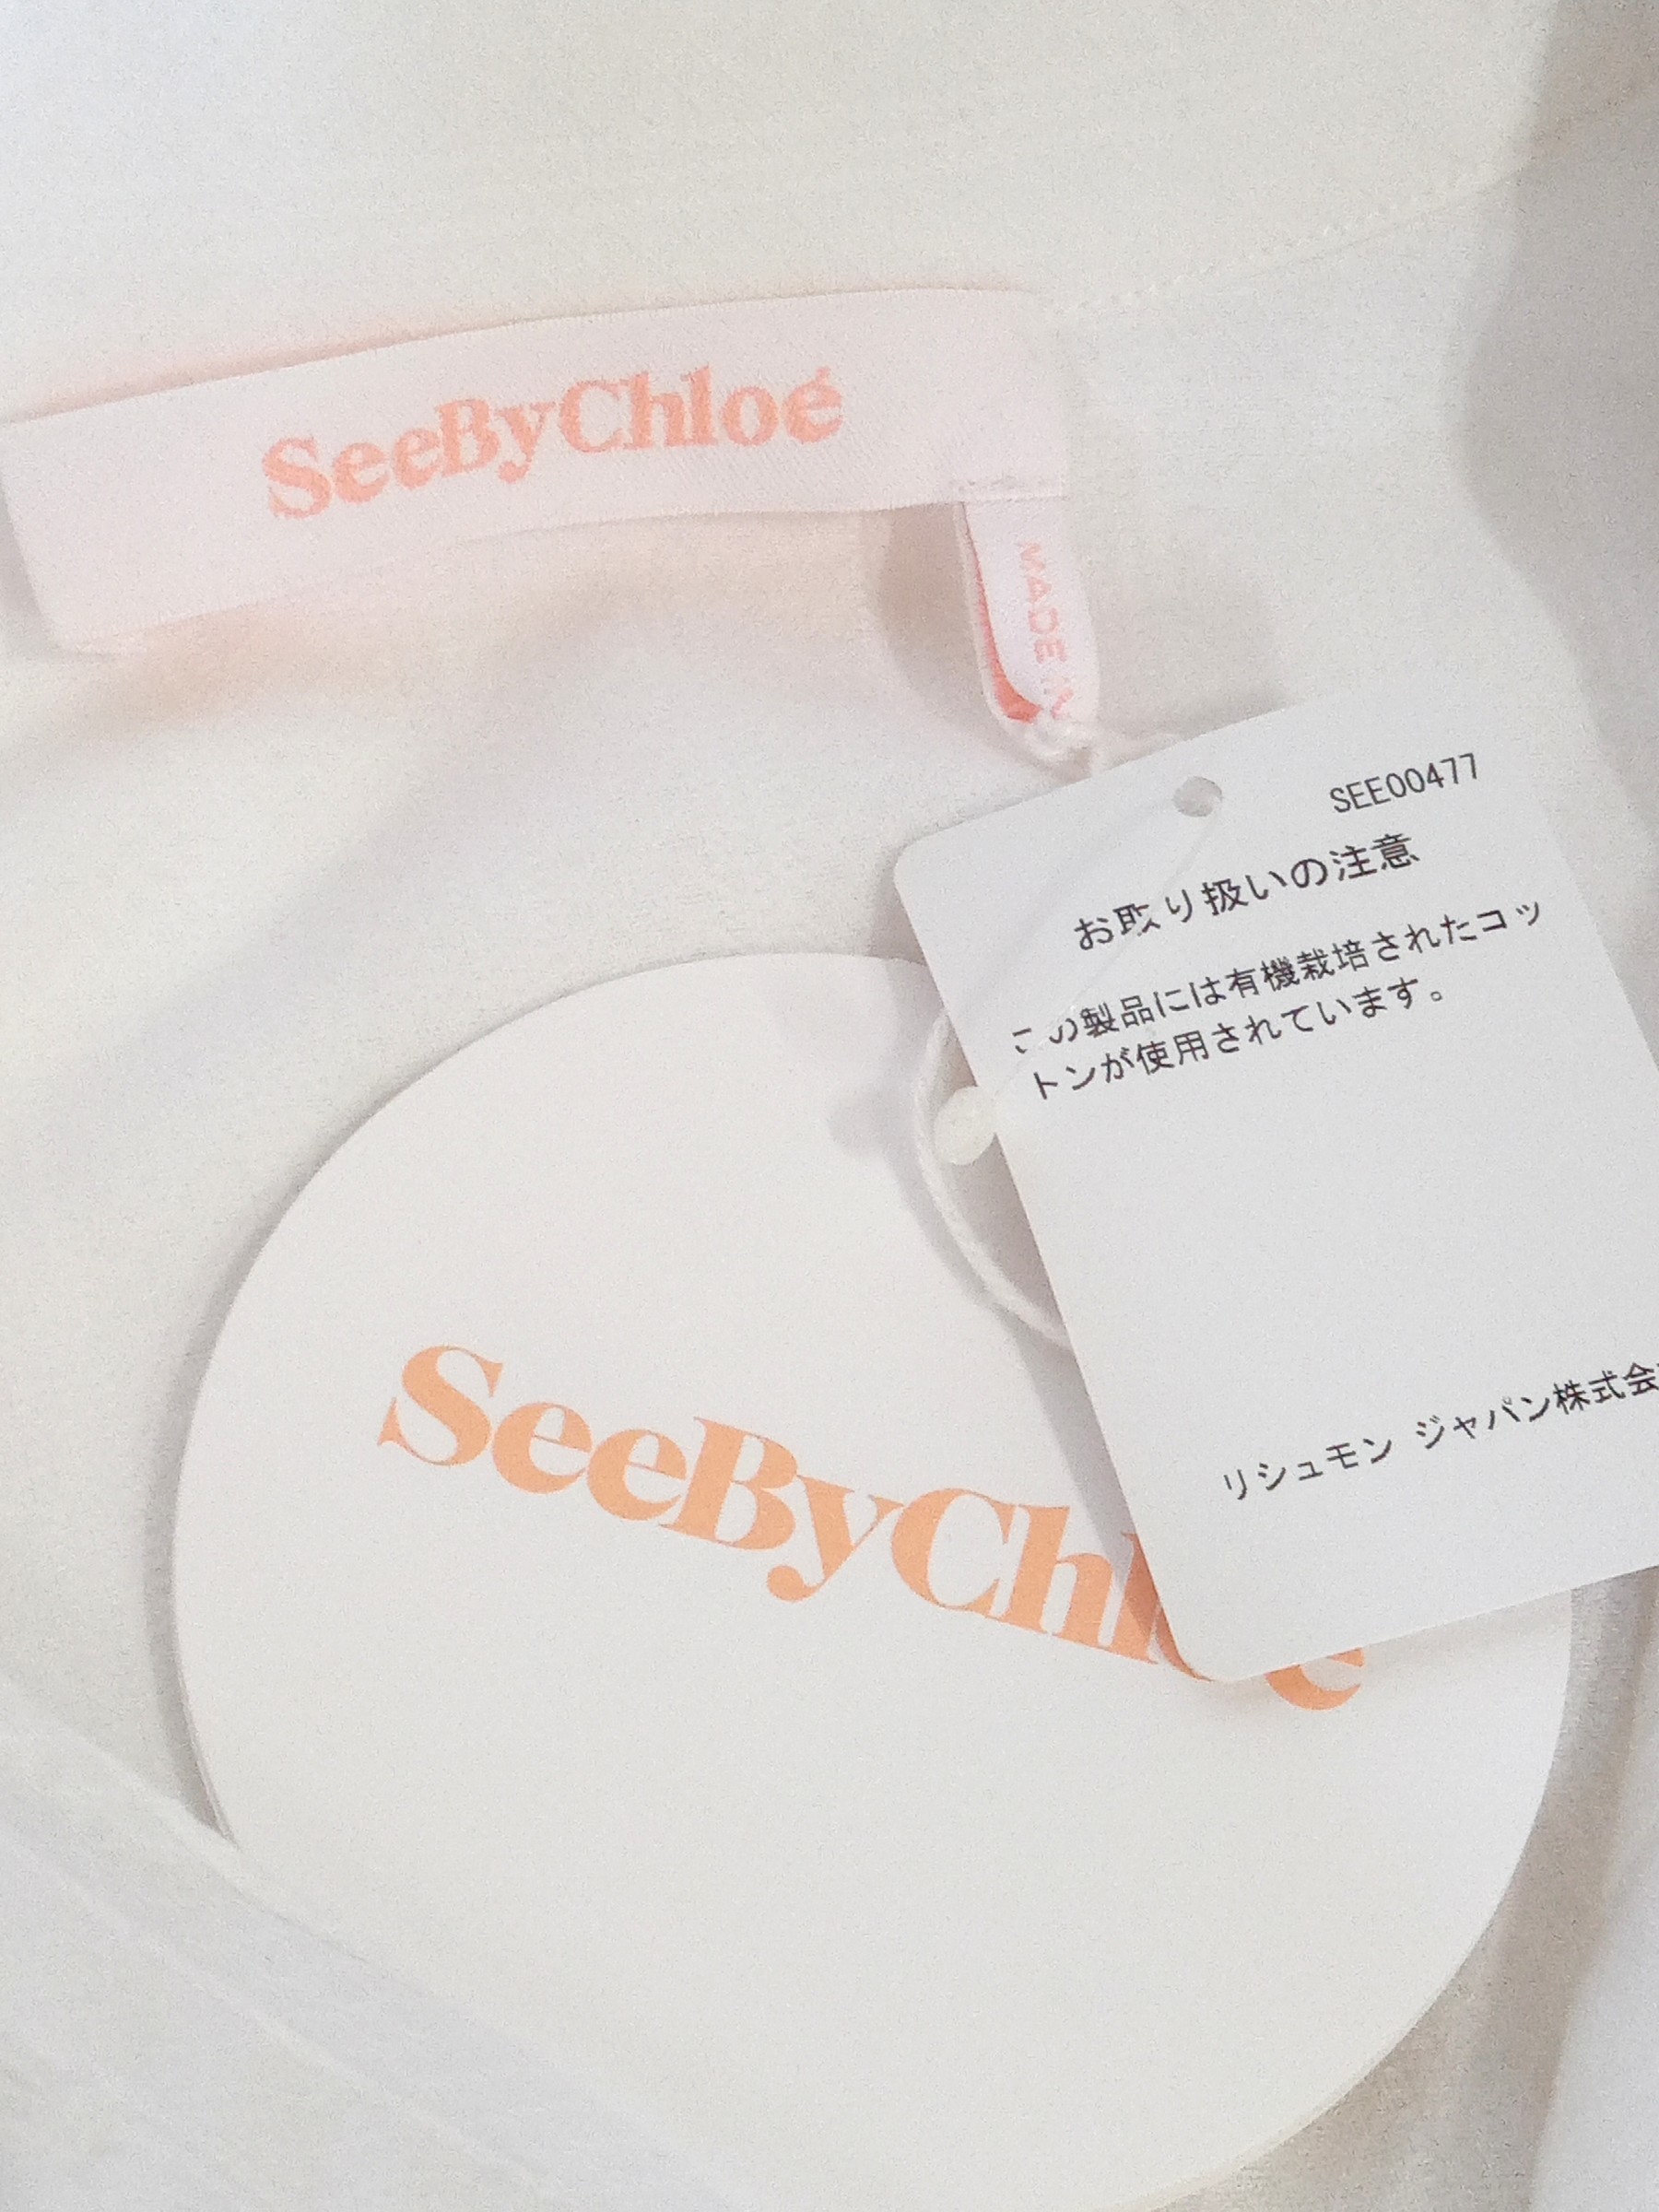 SeeByChloé
MADE IN
SEE00477
お取り扱いの注意
この製品には有機栽培されたコッ
トンが使用されています。
リシュモン ジャパン株式会
SeeByChloé